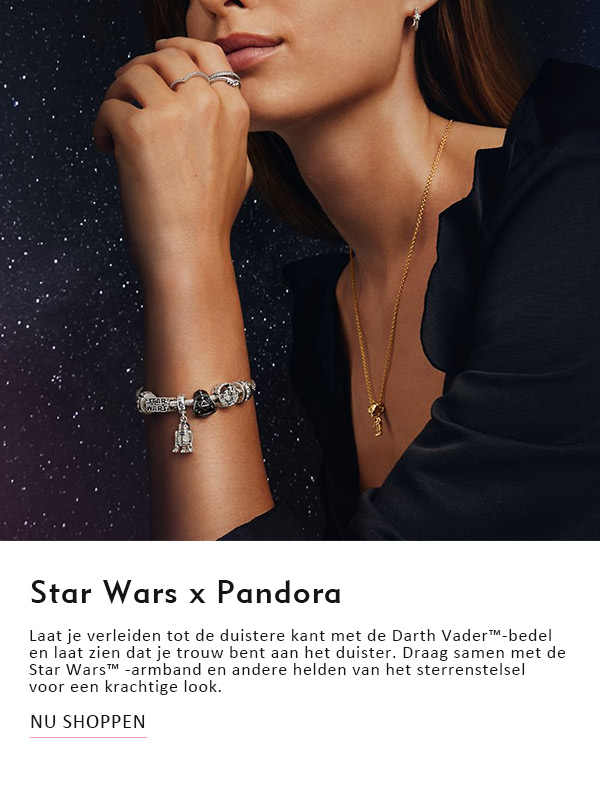 STAR
WARS
Star Wars x Pandora
Laat je verleiden tot de duistere kant met de Darth Vader™-bedel
en laat zien dat je trouw bent aan het duister. Draag samen met de
Star Wars™ -armband en andere helden van het sterrenstelsel
voor een krachtige look.
NU SHOPPEN